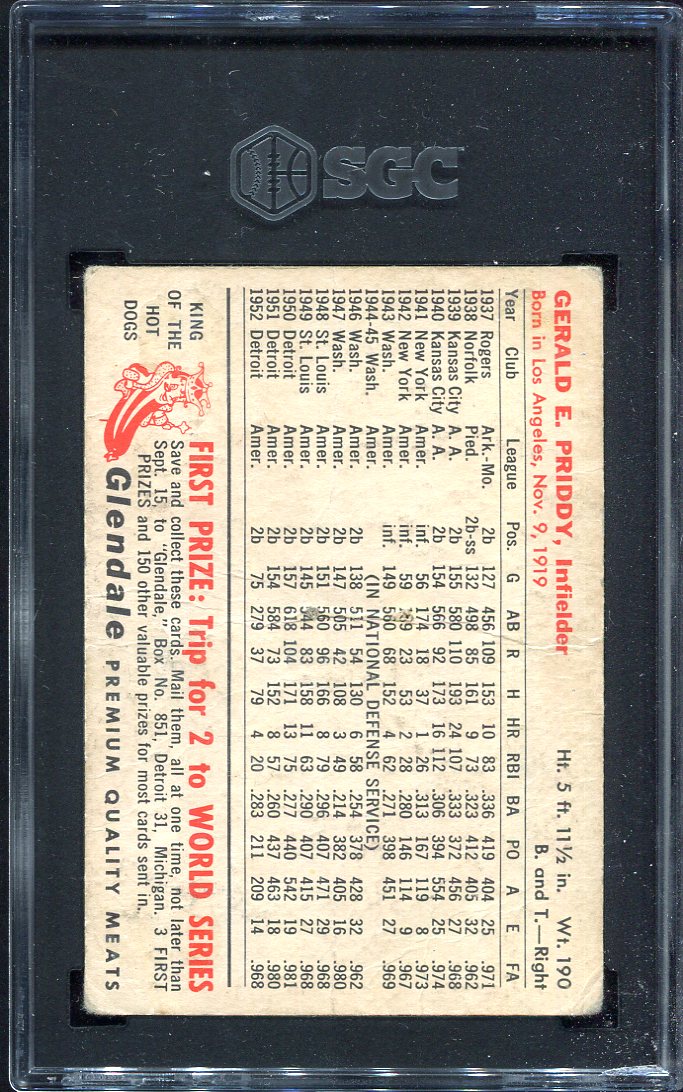 SGC
GERALD E. PRIDDY, Infielder Ht. 5 ft. 11½ in. Wt. 190
Born in Los Angeles, Nov. 9, 1919 B. and T.—Right
Year Club League Pos. G AB R H HR RBI BA PO A E FA
1937 Rogers Ark.-Mo. 2b 127 456 109 153 10 83 .336 419 404 25 .971
1938 Norfolk Pied. 2b-ss 132 498 85 161 9 73 .323 412 405 32 .962
1939 Kansas City A. A. 2b 155 580 110 193 24 107 .333 372 456 27 .968
1940 Kansas City A. A. 2b 154 566 92 173 16 112 .306 394 554 25 .974
1941 New York Amer. inf. 56 174 18 37 1 26 .313 167 119 8 .973
1942 New York Amer. inf. 59 23 53 2 28 .280 146 114 9 .967
1943 Wash. Amer. inf. 149 560 68 152 4 62 .271 398 451 27 .969
1944-45 Wash. (IN NATIONAL DEFENSE SERVICE)
1946 Wash. Amer. 2b 138 511 54 130 6 58 .254 378 428 32 .962
1947 Wash. Amer. 2b 147 505 42 108 3 49 .214 382 405 16 .980
1948 St. Louis Amer. 2b 151 560 96 166 8 79 .296 407 471 29 .968
1949 St. Louis Amer. 2b 145 83 158 11 63 .290 407 415 27 .968
1950 Detroit Amer. 2b 157 618 104 171 13 75 .277 440 542 19 .981
1951 Detroit Amer. 2b 154 584 73 152 8 57 .260 437 463 18 .980
1952 Detroit Amer. 2b 75 279 37 79 4 20 .283 211 209 14 .968
KING
OF THE
HOT
DOGS
FIRST PRIZE: Trip for 2 to WORLD SERIES
Save and collect these cards. Mail them, all at one time, not later than
Sept. 15, to "Glendale," Box No. 851, Detroit 31, Michigan. 3 FIRST
PRIZES and 150 other valuable prizes for most cards sent in.
Glendale PREMIUM QUALITY MEATS